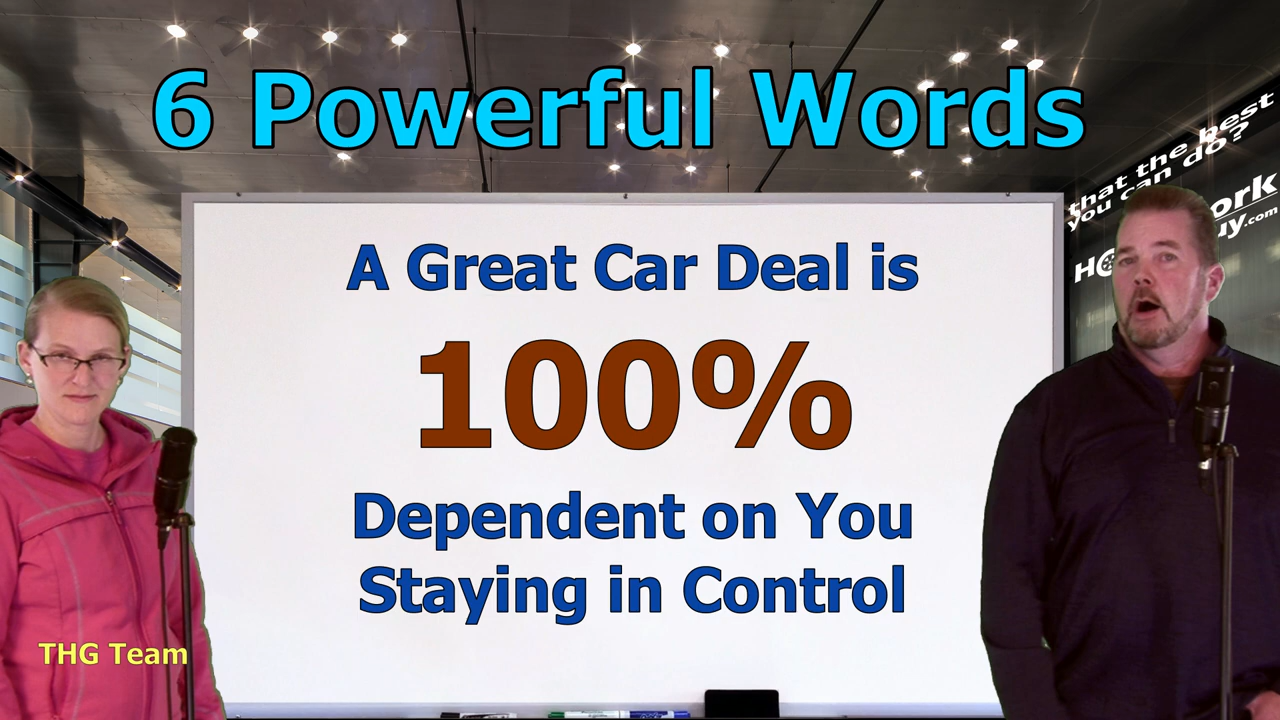 6 Powerful Words
that the best
you can do?
A Great Car Deal is
100%
Dependent on You
Staying in Control
THG Team